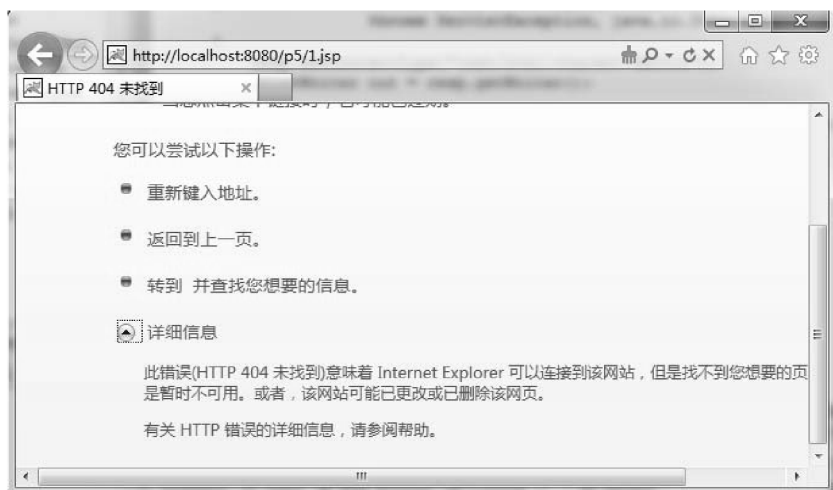 http://localhost:8080/p5/1.jsp
HTTP 404 未找到
您可以尝试以下操作:
重新键入地址。
返回到上一页。
转到 并查找您想要的信息。
详细信息
此错误(HTTP 404 未找到)意味着 Internet Explorer 可以连接到该网站，但是找不到您想要的页
是暂时不可用。或者，该网站可能已更改或已删除该网页。
有关 HTTP 错误的详细信息，请参阅帮助。